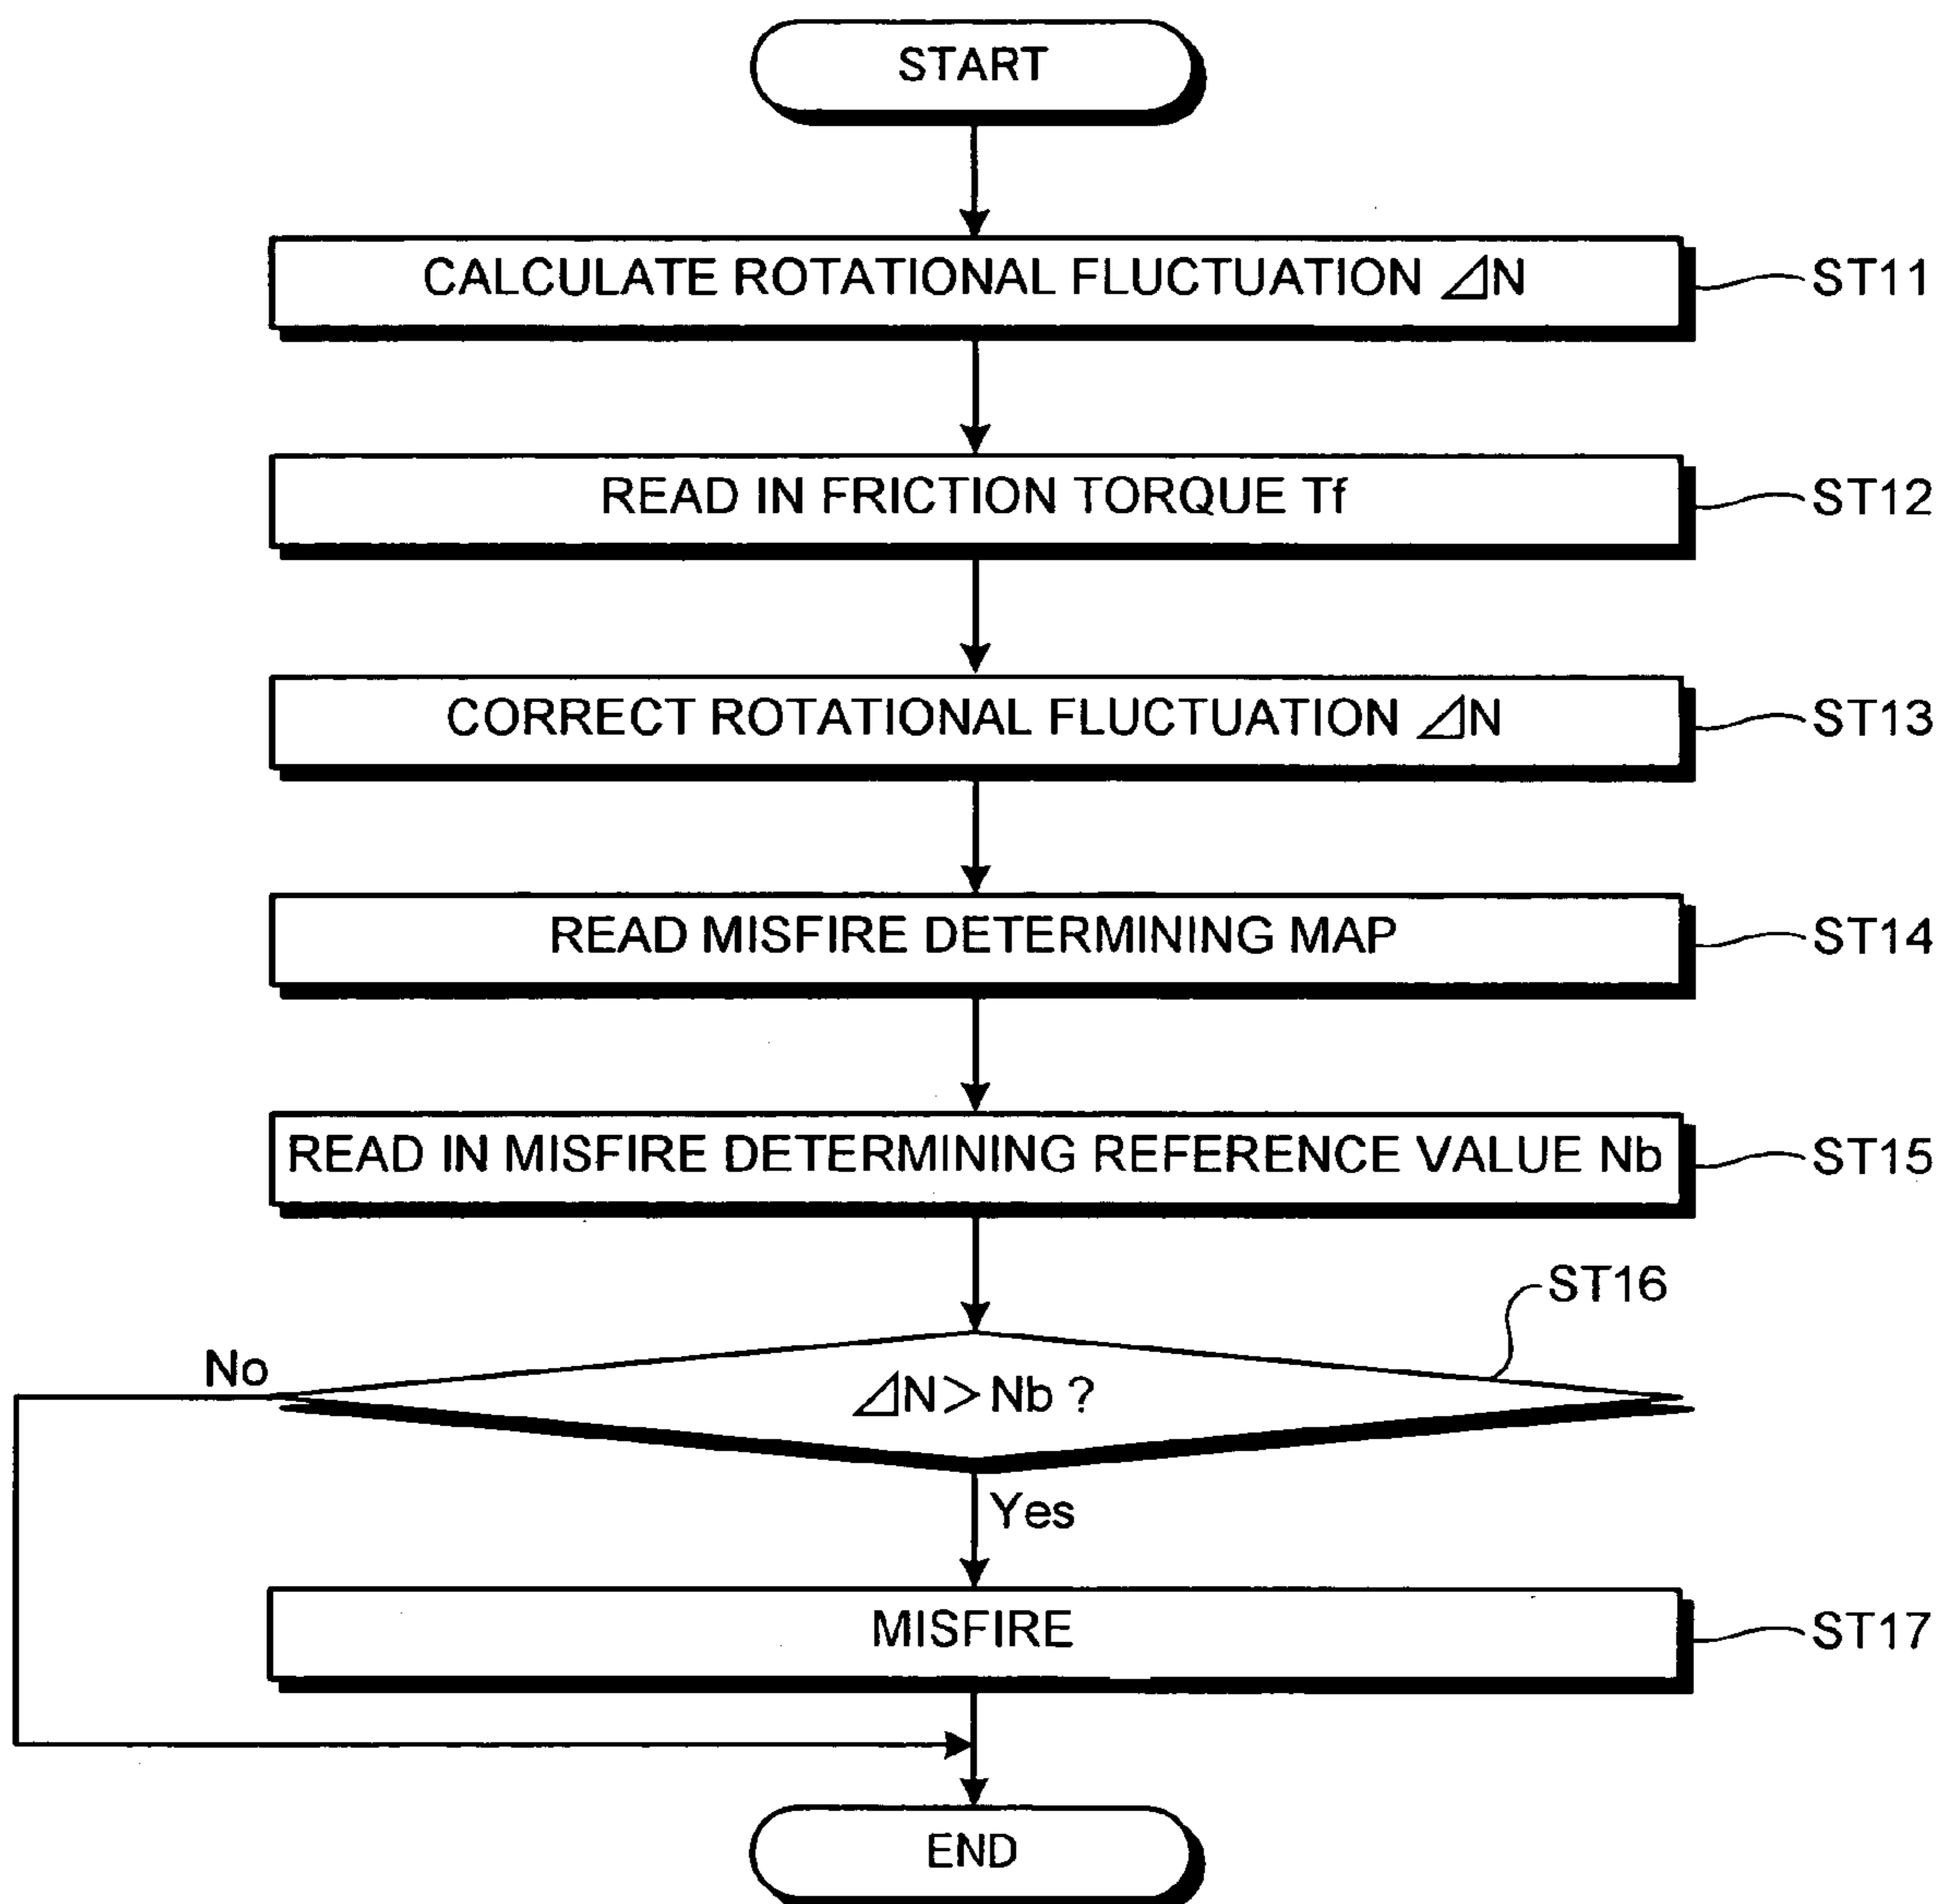 START
CALCULATE ROTATIONAL FLUCTUATION ⊿N
ST11
READ IN FRICTION TORQUE Tf
ST12
CORRECT ROTATIONAL FLUCTUATION ⊿N
ST13
READ MISFIRE DETERMINING MAP
ST14
READ IN MISFIRE DETERMINING REFERENCE VALUE Nb
ST15
ST16
No
⊿N>Nb ?
Yes
MISFIRE
ST17
END